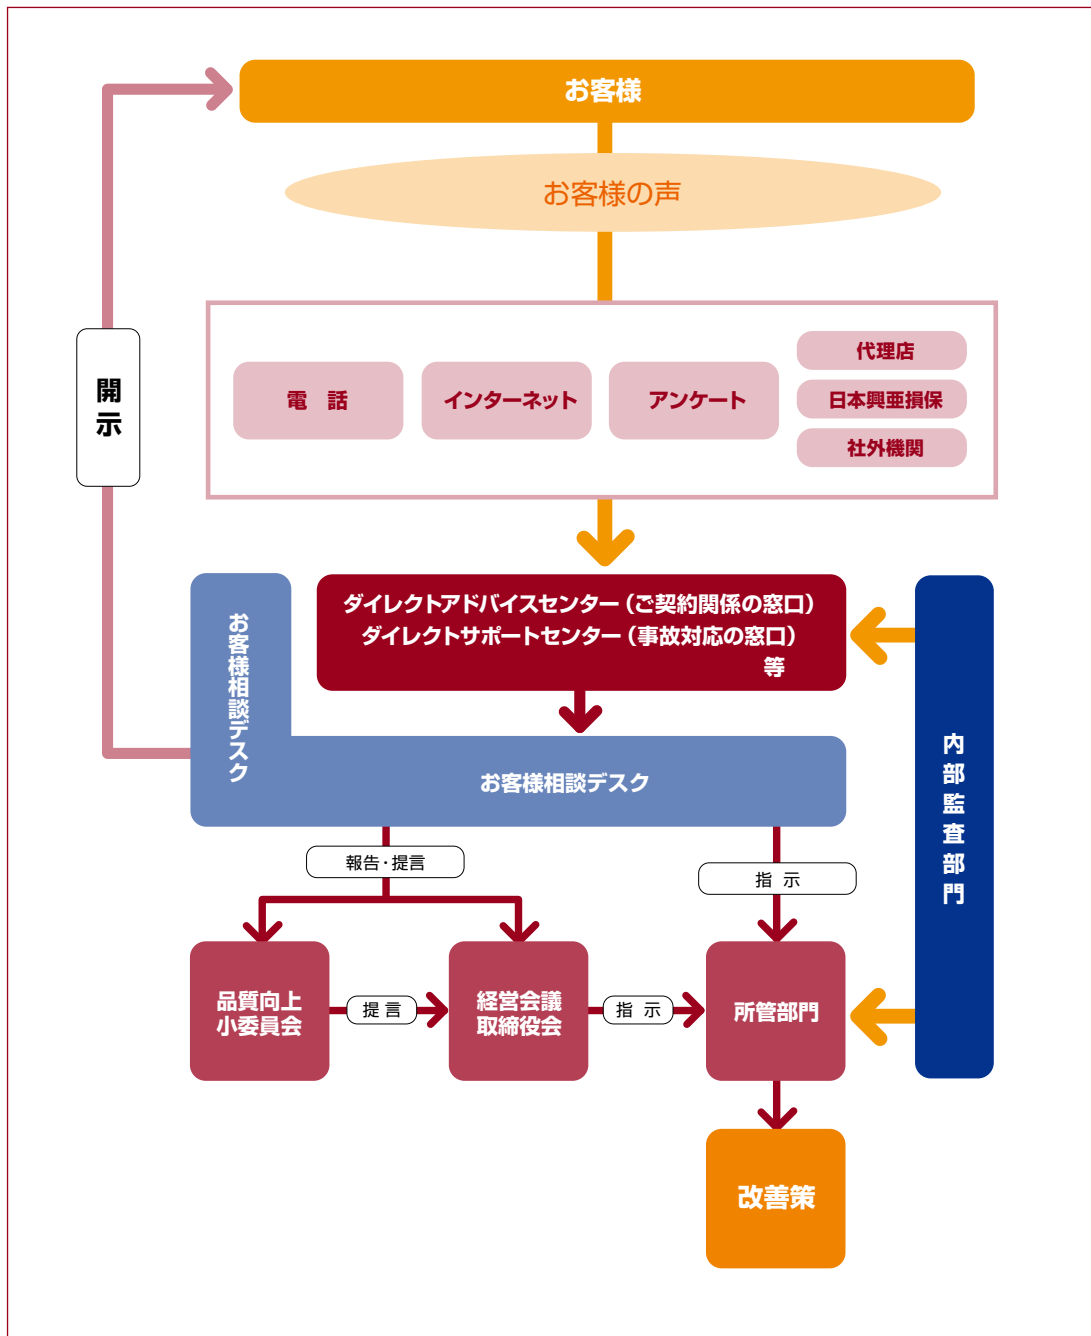 お客様
お客様の声
開示
電　話
インターネット
アンケート
代理店
日本興亜損保
社外機関
ダイレクトアドバイスセンター（ご契約関係の窓口）
ダイレクトサポートセンター（事故対応の窓口）
等
お客様相談デスク
お客様相談デスク
内部監査部門
報告・提言
指 示
品質向上
小委員会
提 言
経営会議
取締役会
指 示
所管部門
改善策